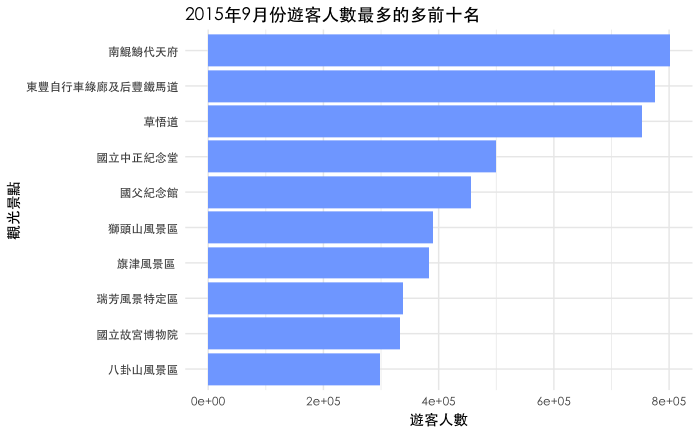 2015年9月份遊客人數最多的多前十名
南鯤鯓代天府
東豐自行車綠廊及后豐鐵馬道
草悟道
國立中正紀念堂
國父紀念館
獅頭山風景區
旗津風景區
瑞芳風景特定區
國立故宮博物院
八卦山風景區
觀光景點
0e+00 2e+05 4e+05 6e+05 8e+05
遊客人數